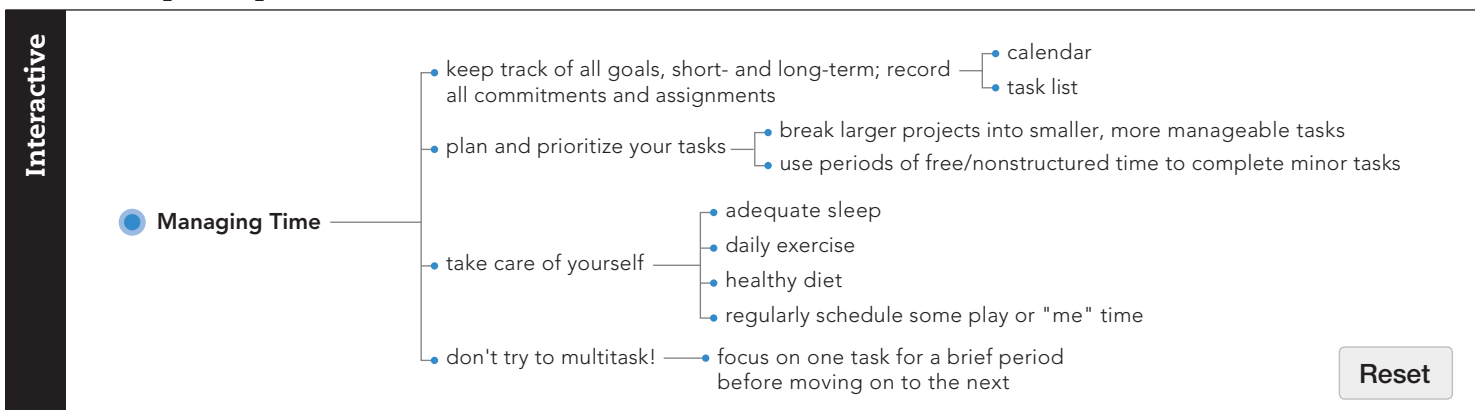 Interactive
Managing Time
keep track of all goals, short- and long-term; record
all commitments and assignments
calendar
task list
plan and prioritize your tasks
break larger projects into smaller, more manageable tasks
use periods of free/nonstructured time to complete minor tasks
take care of yourself
adequate sleep
daily exercise
healthy diet
regularly schedule some play or "me" time
don't try to multitask!
focus on one task for a brief period
before moving on to the next
Reset